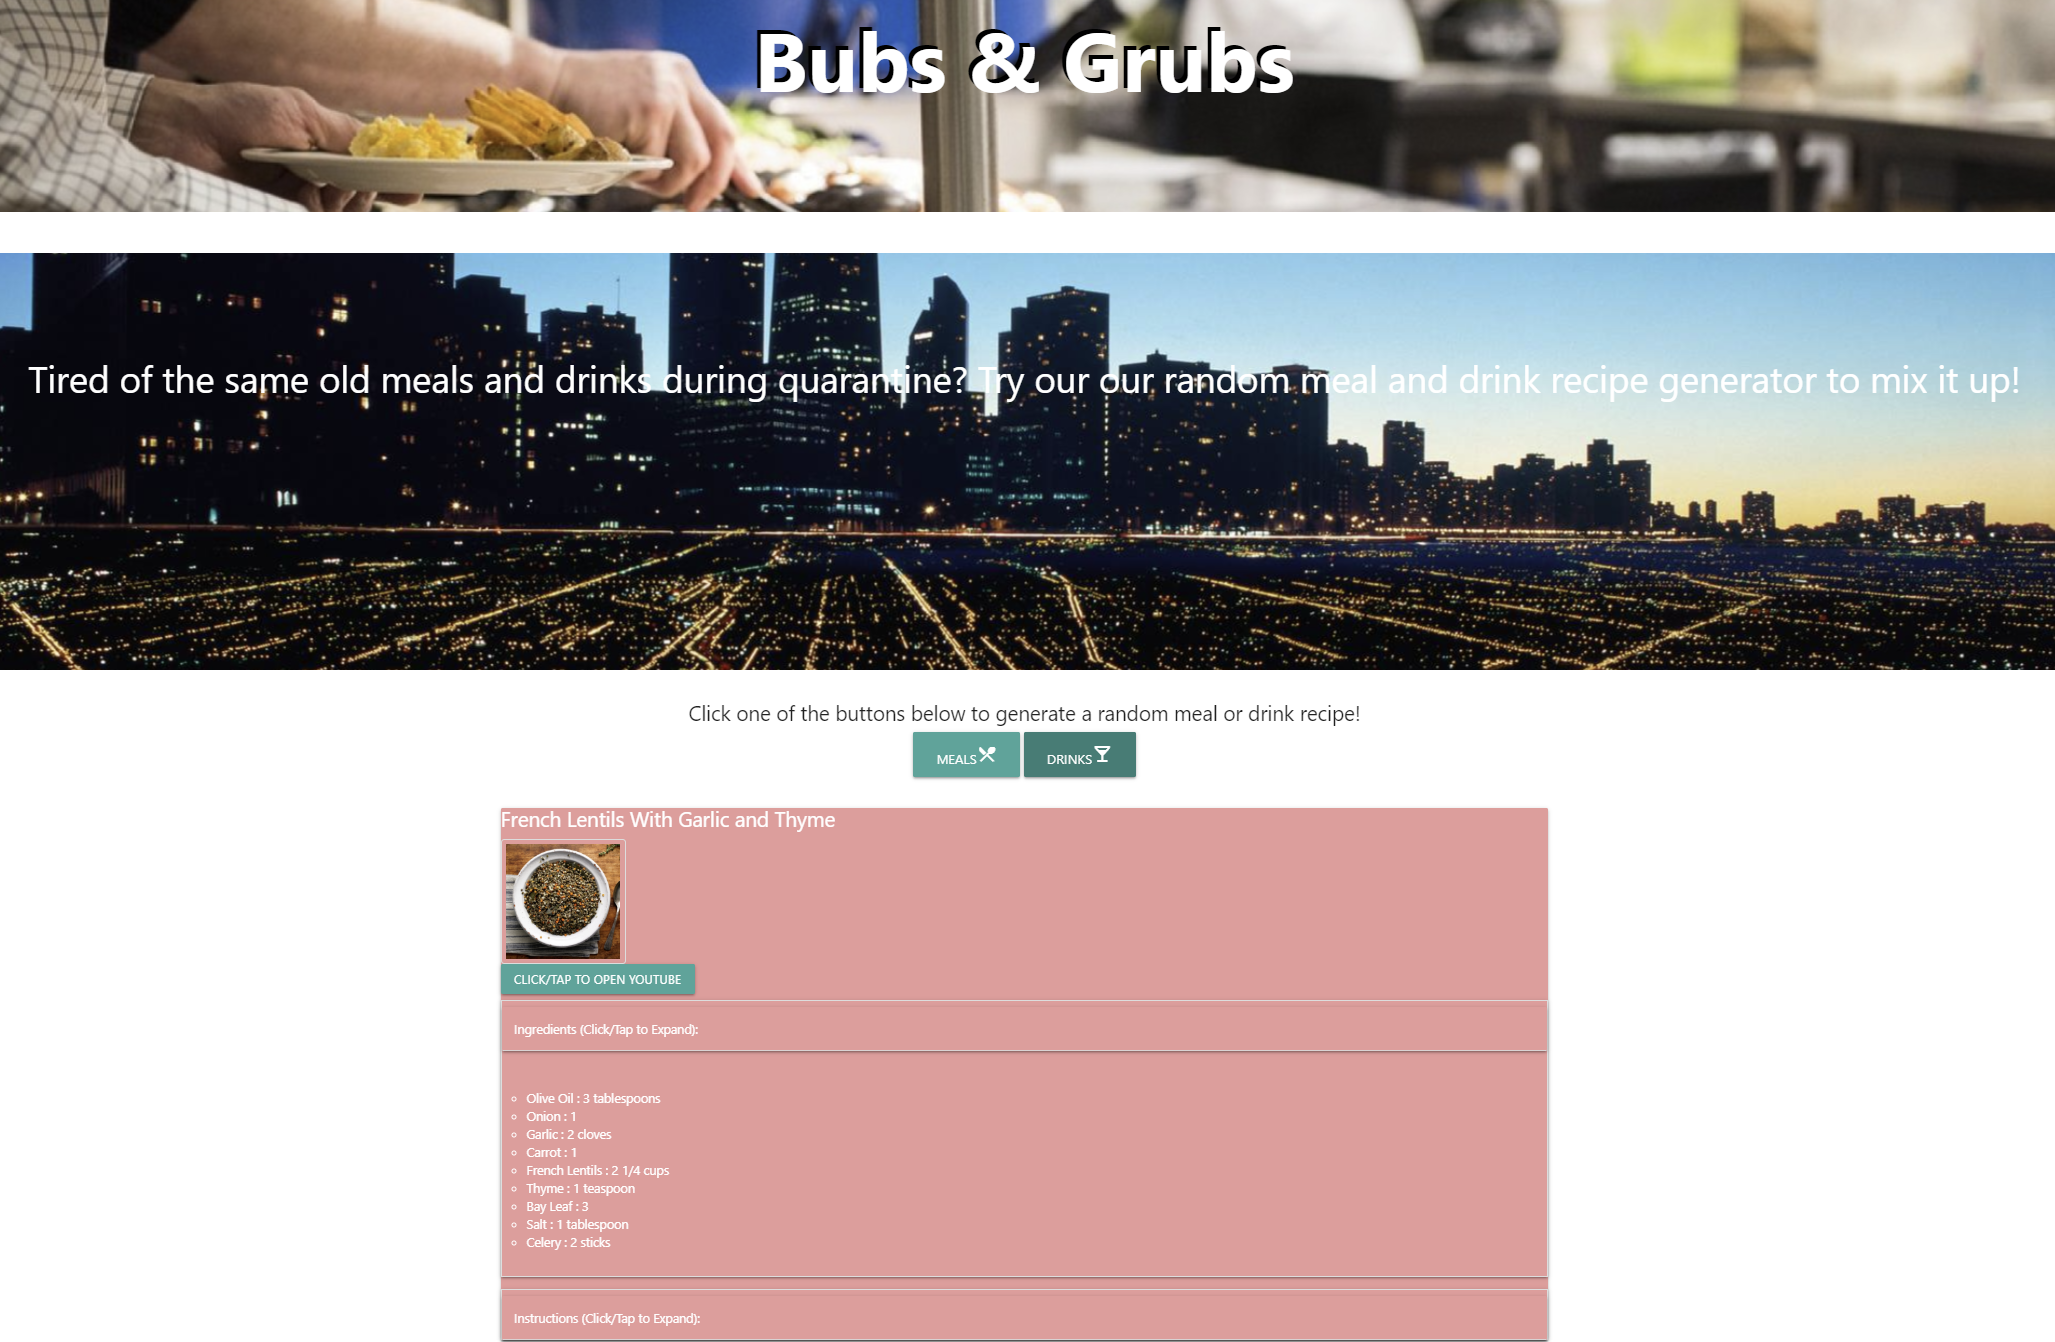 Bubs & Grubs
Tired of the same old meals and drinks during quarantine? Try our our random meal and drink recipe generator to mix it up!
Click one of the buttons below to generate a random meal or drink recipe!
MEALS
DRINKS
French Lentils With Garlic and Thyme
CLICK/TAP TO OPEN YOUTUBE
Ingredients (Click/Tap to Expand):
Olive Oil : 3 tablespoons
Onion : 1
Garlic : 2 cloves
Carrot : 1
French Lentils : 2 1/4 cups
Thyme : 1 teaspoon
Bay Leaf : 3
Salt : 1 tablespoon
Celery : 2 sticks
Instructions (Click/Tap to Expand):